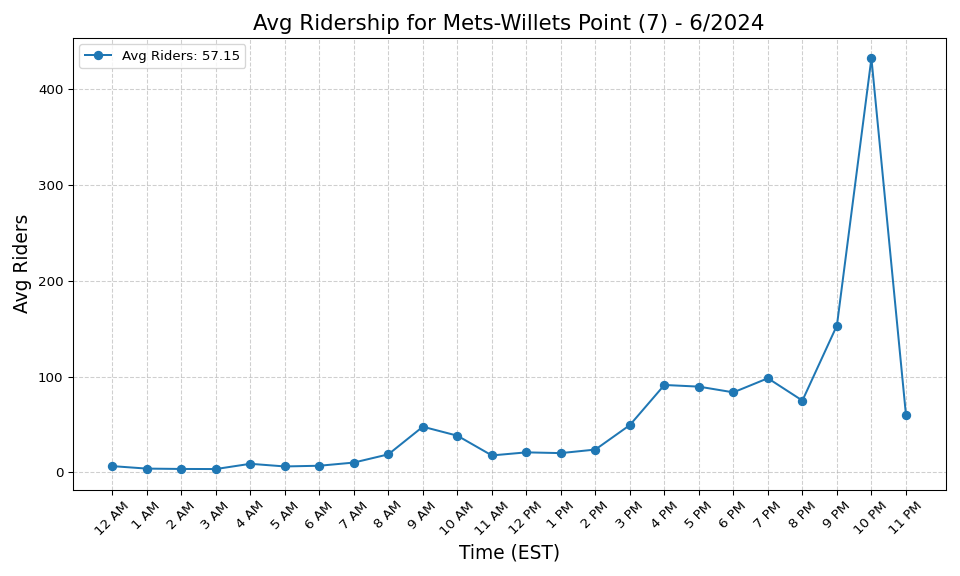 Avg Ridership for Mets-Willets Point (7) - 6/2024
Avg Riders: 57.15
Avg Riders
400
300
200
100
0
12 AM
1 AM
2 AM
3 AM
4 AM
5 AM
6 AM
7 AM
8 AM
9 AM
10 AM
11 AM
12 PM
1 PM
2 PM
3 PM
4 PM
5 PM
6 PM
7 PM
8 PM
9 PM
10 PM
11 PM
Time (EST)